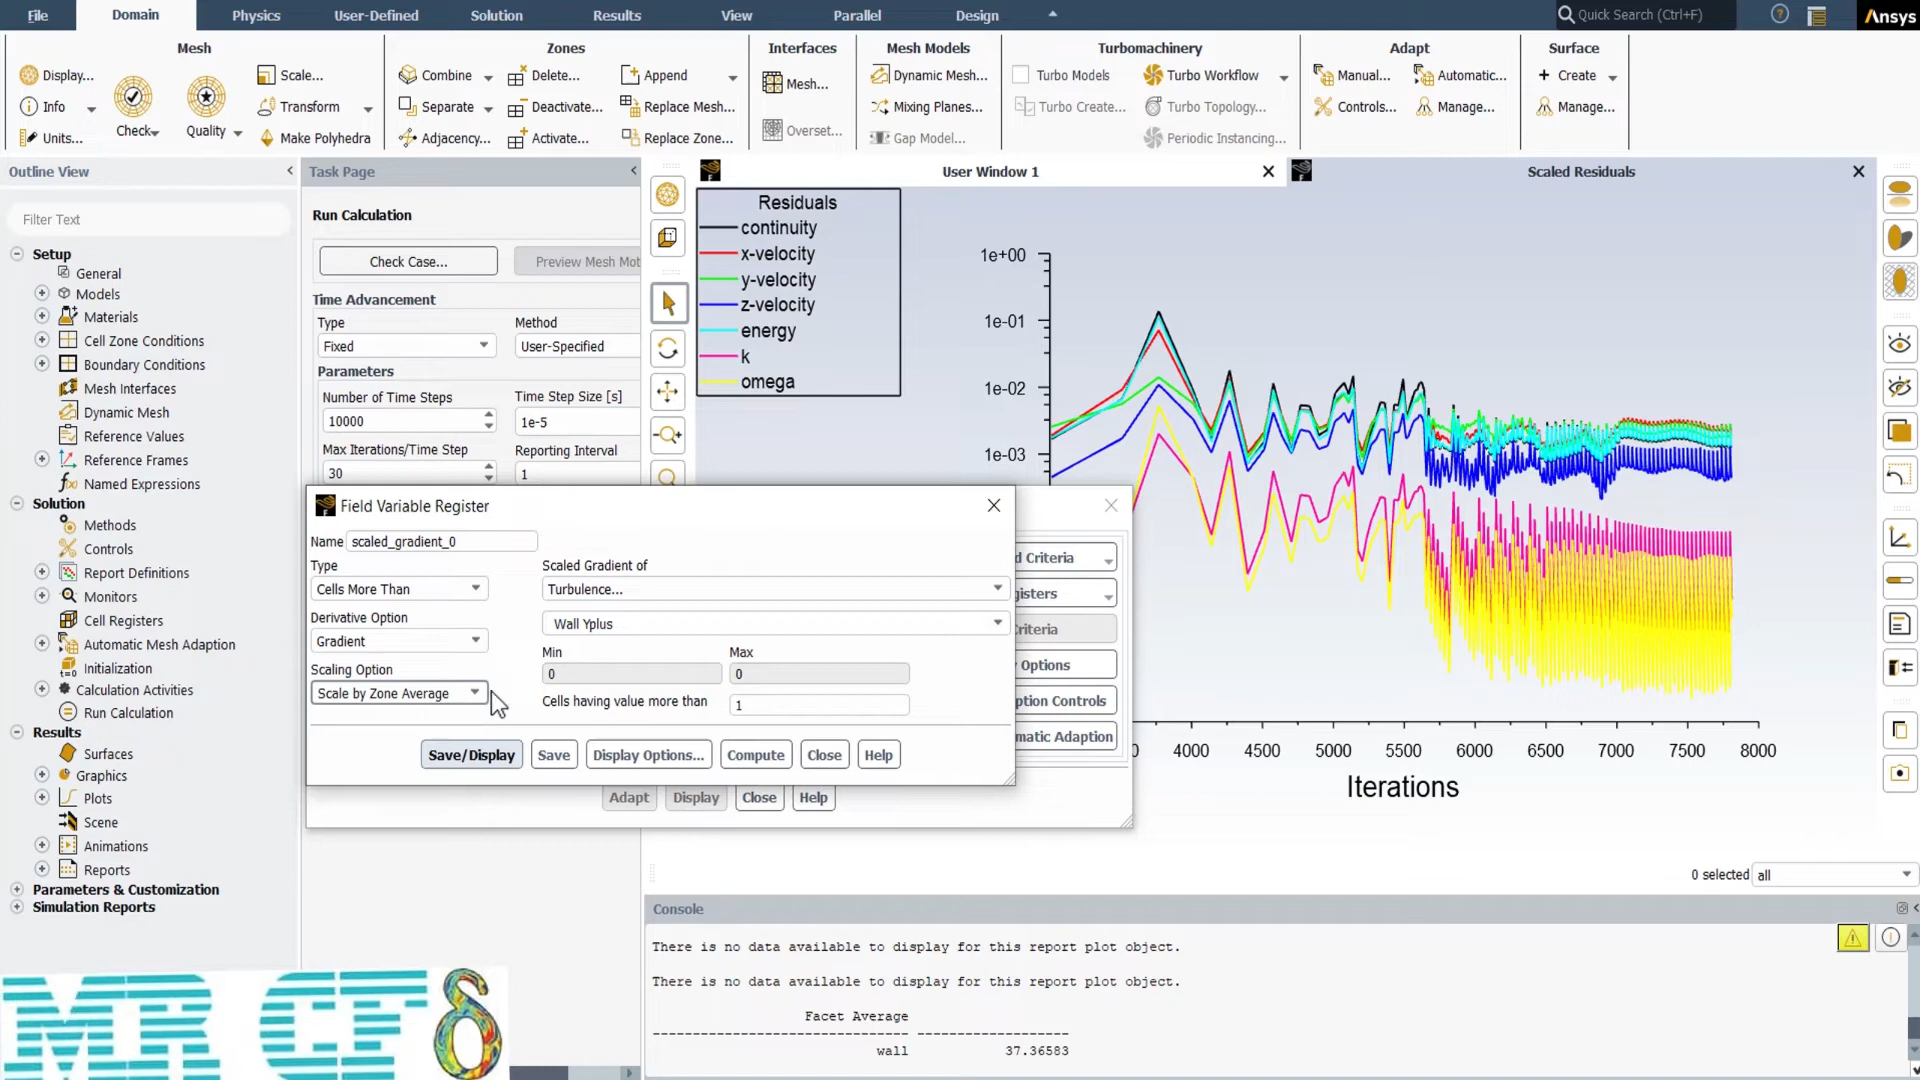 File
Domain
Physics
User-Defined
Solution
Results
View
Parallel
Design
Quick Search (Ctrl+F)
Ansys
Mesh
Zones
Interfaces
Mesh Models
Turbomachinery
Adapt
Surface
Display...
Info
Units...
Check
Quality
Scale...
Transform
Make Polyhedra
Combine
Separate
Adjacency...
Delete...
Deactivate...
Activate...
Append
Replace Mesh...
Replace Zone...
Mesh...
Overset...
Dynamic Mesh...
Mixing Planes...
Gap Model...
Turbo Models
Turbo Create...
Turbo Workflow
Turbo Topology...
Periodic Instancing...
Manual...
Controls...
Automatic...
Manage...
Create
Manage...
Outline View
Filter Text
Setup
General
Models
Materials
Cell Zone Conditions
Boundary Conditions
Mesh Interfaces
Dynamic Mesh
Reference Values
Reference Frames
Named Expressions
Solution
Methods
Controls
Report Definitions
Monitors
Cell Registers
Automatic Mesh Adaption
Initialization
Calculation Activities
Run Calculation
Results
Surfaces
Graphics
Plots
Scene
Animations
Reports
Parameters & Customization
Simulation Reports
Task Page
Run Calculation
Check Case...
Preview Mesh Mot
Time Advancement
Type
Method
Fixed
User-Specified
Parameters
Number of Time Steps
Time Step Size [s]
10000
1e-5
Max Iterations/Time Step
Reporting Interval
30
1
User Window 1
Scaled Residuals
Residuals
continuity
x-velocity
y-velocity
z-velocity
energy
k
omega
1e+00
1e-01
1e-02
1e-03
0
4000
4500
5000
5500
6000
6500
7000
7500
8000
Iterations
Field Variable Register
Name
scaled_gradient_0
Type
Scaled Gradient of
Cells More Than
Turbulence...
Derivative Option
Wall Yplus
Gradient
Min
Max
Scaling Option
0
0
Scale by Zone Average
Cells having value more than
1
Save/Display
Save
Display Options...
Compute
Close
Help
d Criteria
gisters
Criteria
Options
ption Controls
matic Adaption
Adapt
Display
Close
Help
0 selected
all
Console
There is no data available to display for this report plot object.
There is no data available to display for this report plot object.
Facet Average
-------------------------------- -------------------
wall 37.36583
MR CF